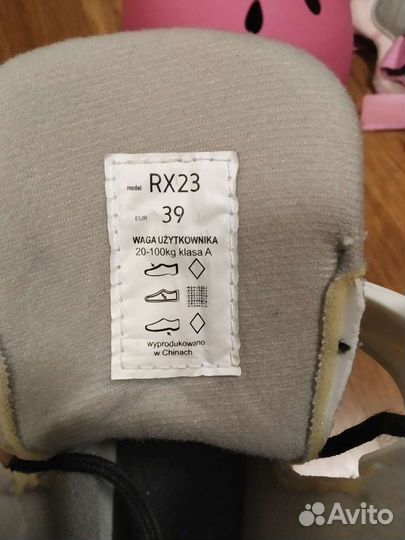 model RX23
EUR 39
WAGA UŻYTKOWNIKA
20-100kg klasa A
wyprodukowano
w Chinach
Avito